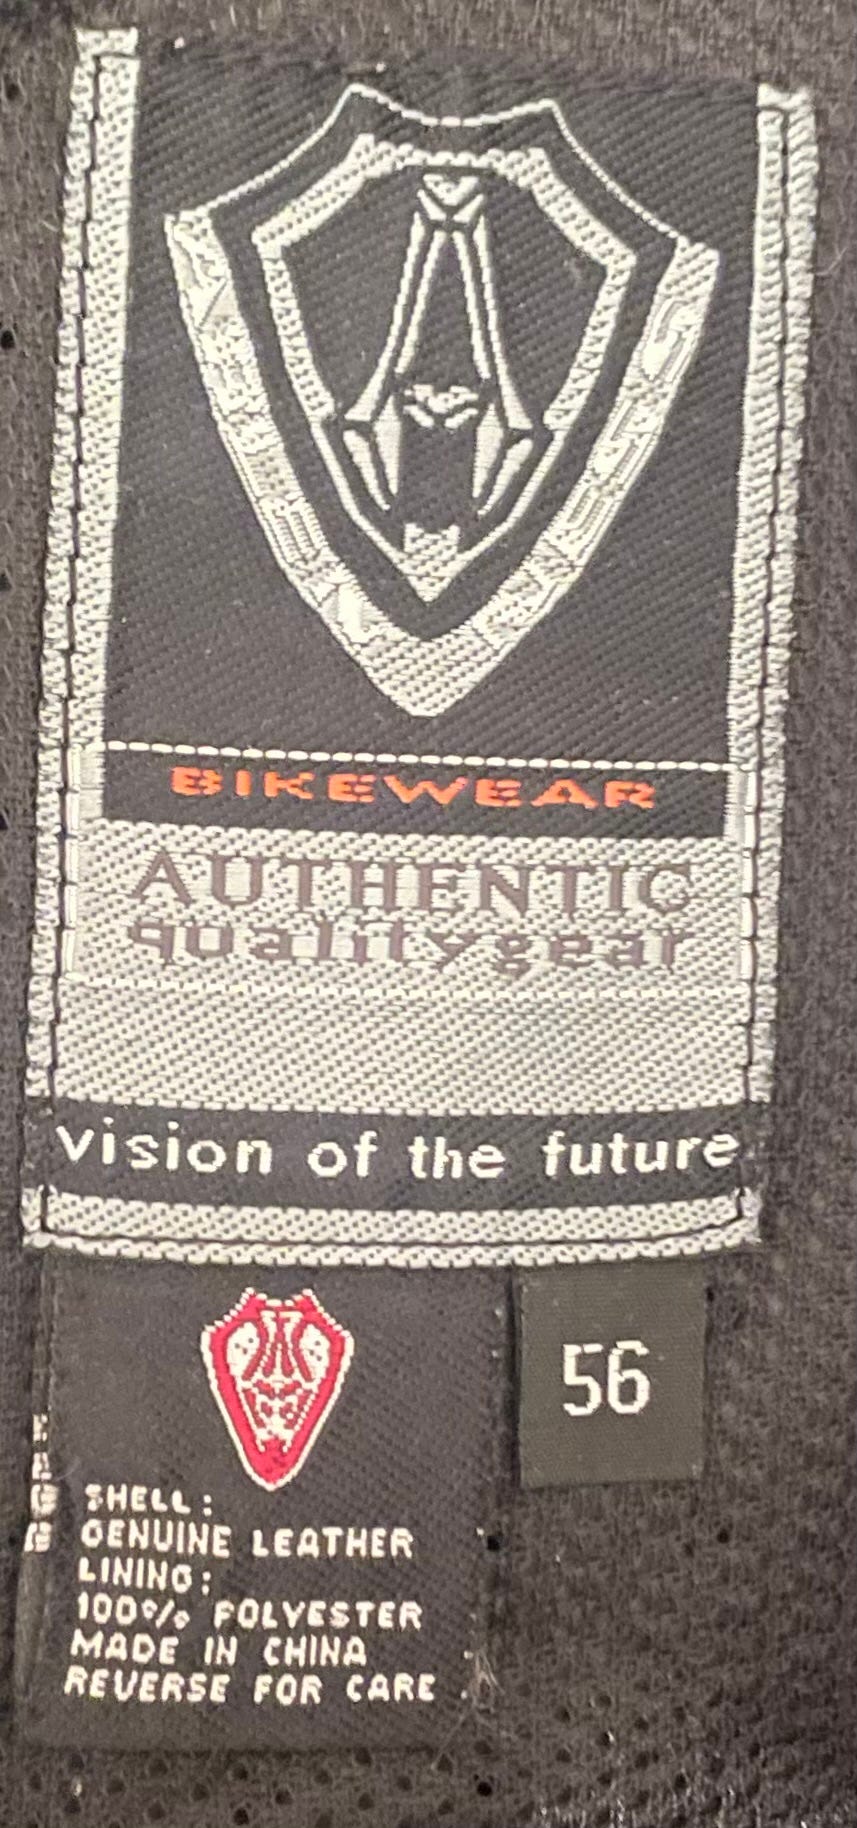 BIKEWEAR
AUTHENTIC
qualitygear
vision of the future
56
SHELL:
GENUINE LEATHER
LINING:
100% POLYESTER
MADE IN CHINA
REVERSE FOR CARE